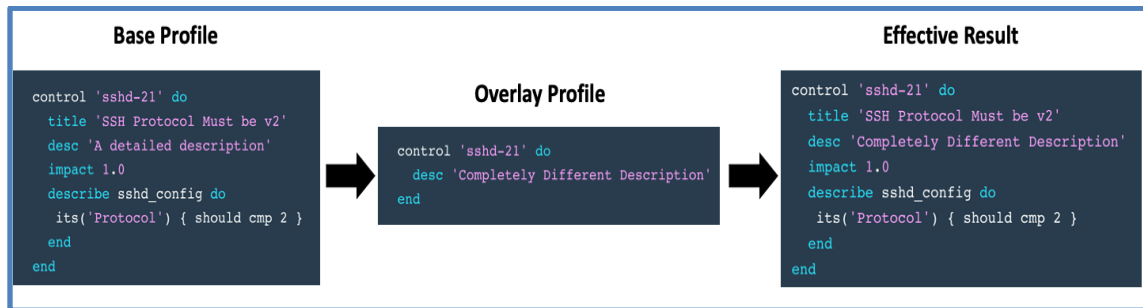 Base Profile
control 'sshd-21' do
title 'SSH Protocol Must be v2'
desc 'A detailed description'
impact 1.0
describe sshd_config do
its('Protocol') { should cmp 2 }
end
end
Overlay Profile
control 'sshd-21' do
desc 'Completely Different Description'
end
Effective Result
control 'sshd-21' do
title 'SSH Protocol Must be v2'
desc 'Completely Different Description'
impact 1.0
describe sshd_config do
its('Protocol') { should cmp 2 }
end
end